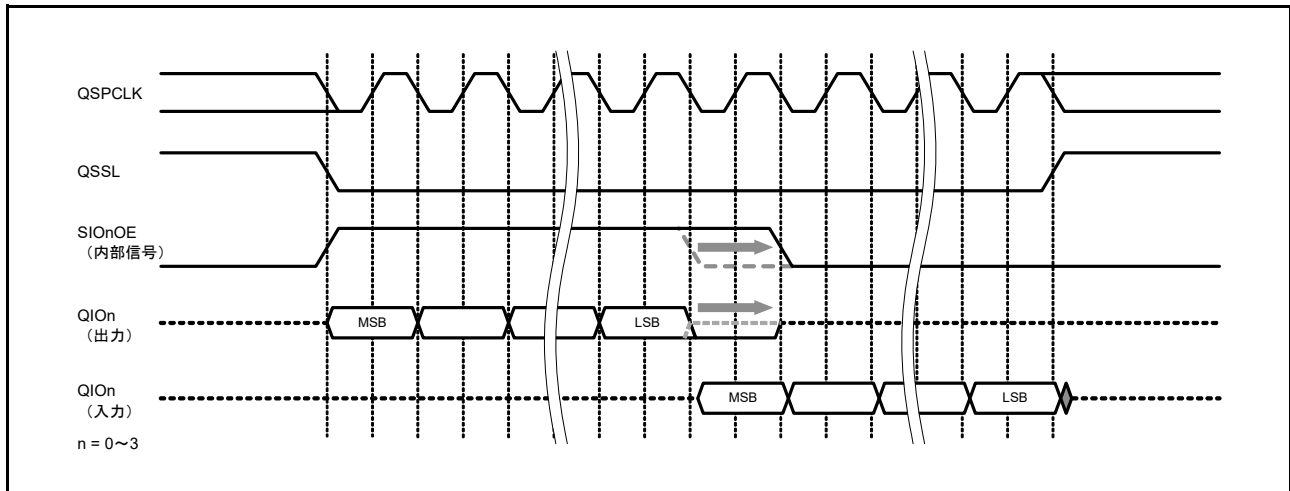 QSPCLK
QSSL
SIOnOE
（内部信号）
QIOn
（出力）
MSB
LSB
QIOn
（入力）
MSB
LSB
n = 0～3